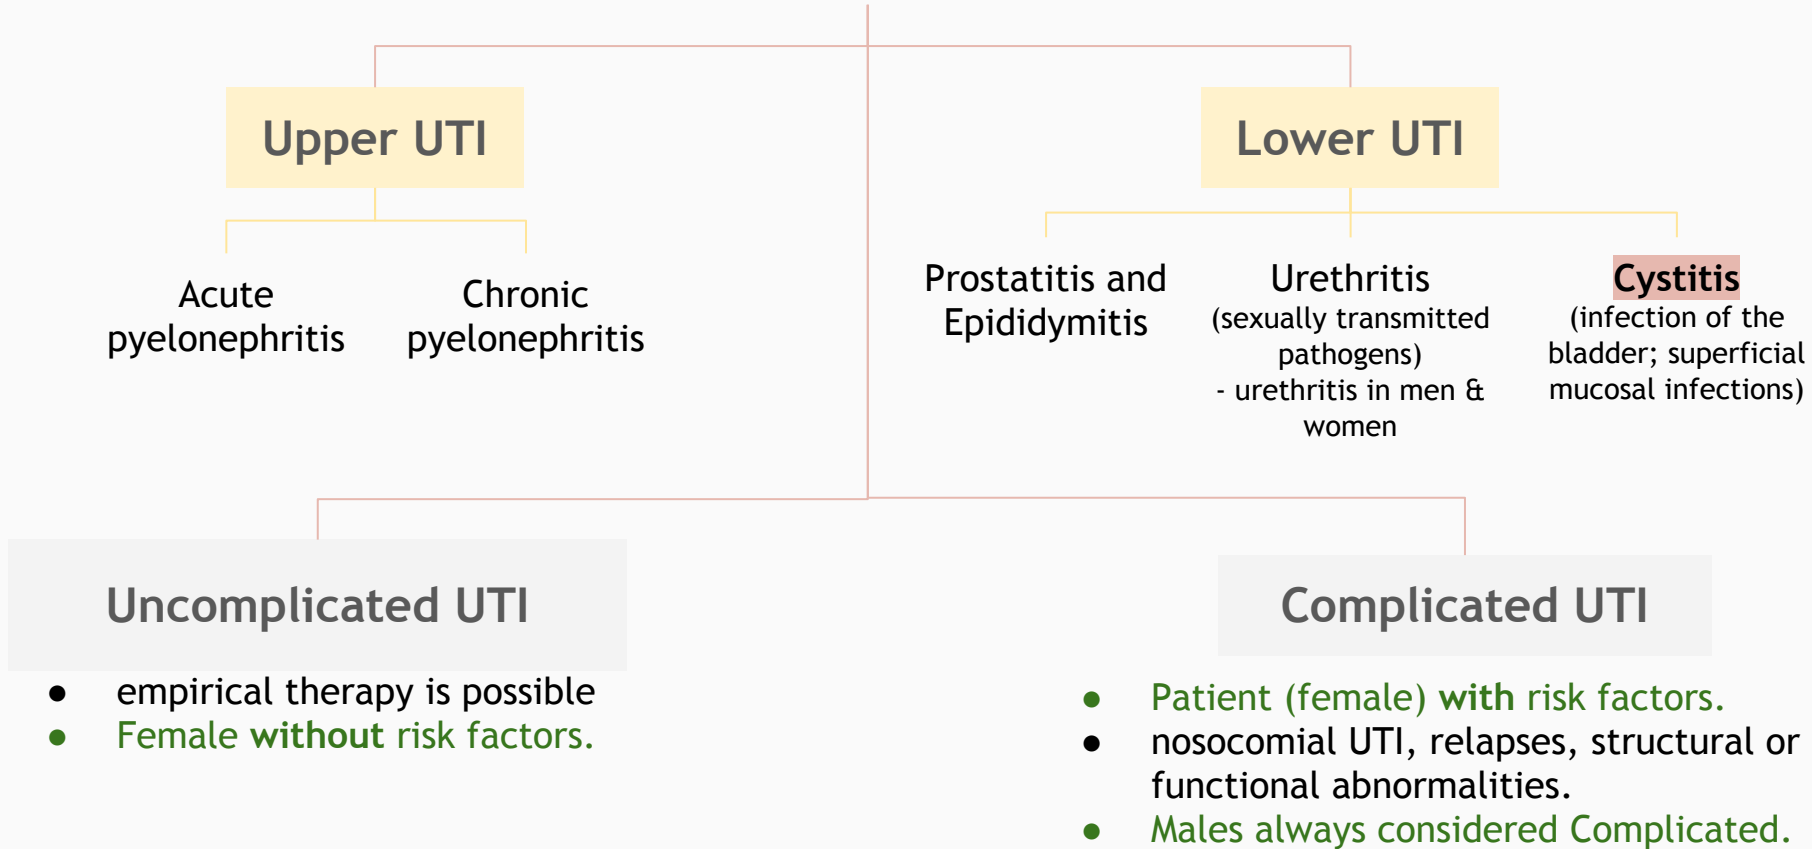 Upper UTI
Lower UTI
Acute
pyelonephritis
Chronic
pyelonephritis
Prostatitis and
Epididymitis
Urethritis
(sexually transmitted
pathogens)
- urethritis in men &
women
Cystitis
(infection of the
bladder; superficial
mucosal infections)
Uncomplicated UTI
● empirical therapy is possible
● Female without risk factors.
Complicated UTI
● Patient (female) with risk factors.
● nosocomial UTI, relapses, structural or
functional abnormalities.
● Males always considered Complicated.